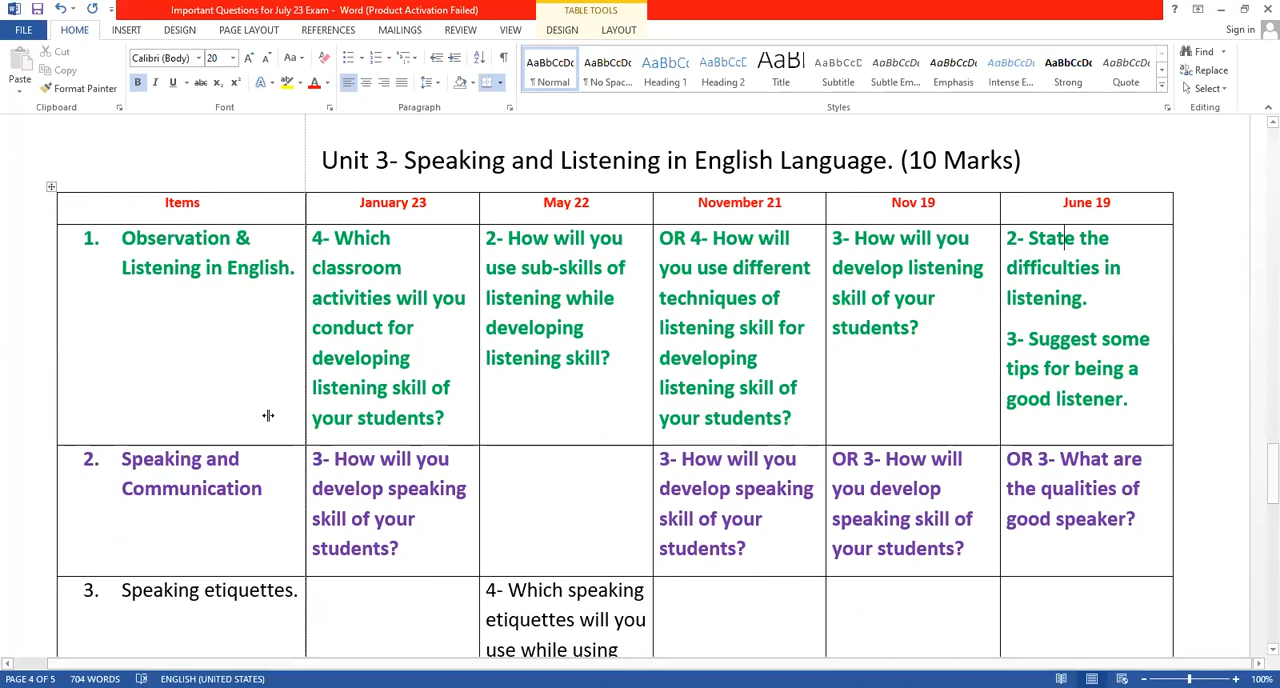 Important Questions for July 23 Exam - Word (Product Activation Failed)
TABLE TOOLS
?
FILE
HOME
INSERT
DESIGN
PAGE LAYOUT
REFERENCES
MAILINGS
REVIEW
VIEW
DESIGN
LAYOUT
Sign in
Paste
Cut
Copy
Format Painter
Clipboard
Calibri (Body)
20
Aa
B I U abc x₂ x²
Font
Paragraph
AaBbCcDc
¶ Normal
AaBbCcDc
¶ No Spac...
AaBbCc
Heading 1
AaBbCcD
Heading 2
AaBl
Title
AaBbCcD
Subtitle
AaBbCcDt
Subtle Em...
AaBbCcDt
Emphasis
AaBbCcDt
Intense E...
AaBbCcDc
Strong
AaBbCcDt
Quote
Styles
Find
Replace
Select
Editing
Unit 3- Speaking and Listening in English Language. (10 Marks)
Items
January 23
May 22
November 21
Nov 19
June 19
1. Observation &
Listening in English.
4- Which
classroom
activities will you
conduct for
developing
listening skill of
your students?
2- How will you
use sub-skills of
listening while
developing
listening skill?
OR 4- How will
you use different
techniques of
listening skill for
developing
listening skill of
your students?
3- How will you
develop listening
skill of your
students?
2- State the
difficulties in
listening.
3- Suggest some
tips for being a
good listener.
2. Speaking and
Communication
3- How will you
develop speaking
skill of your
students?
3- How will you
develop speaking
skill of your
students?
OR 3- How will
you develop
speaking skill of
your students?
OR 3- What are
the qualities of
good speaker?
3. Speaking etiquettes.
4- Which speaking
etiquettes will you
use while using
PAGE 4 OF 5
704 WORDS
ENGLISH (UNITED STATES)
100%